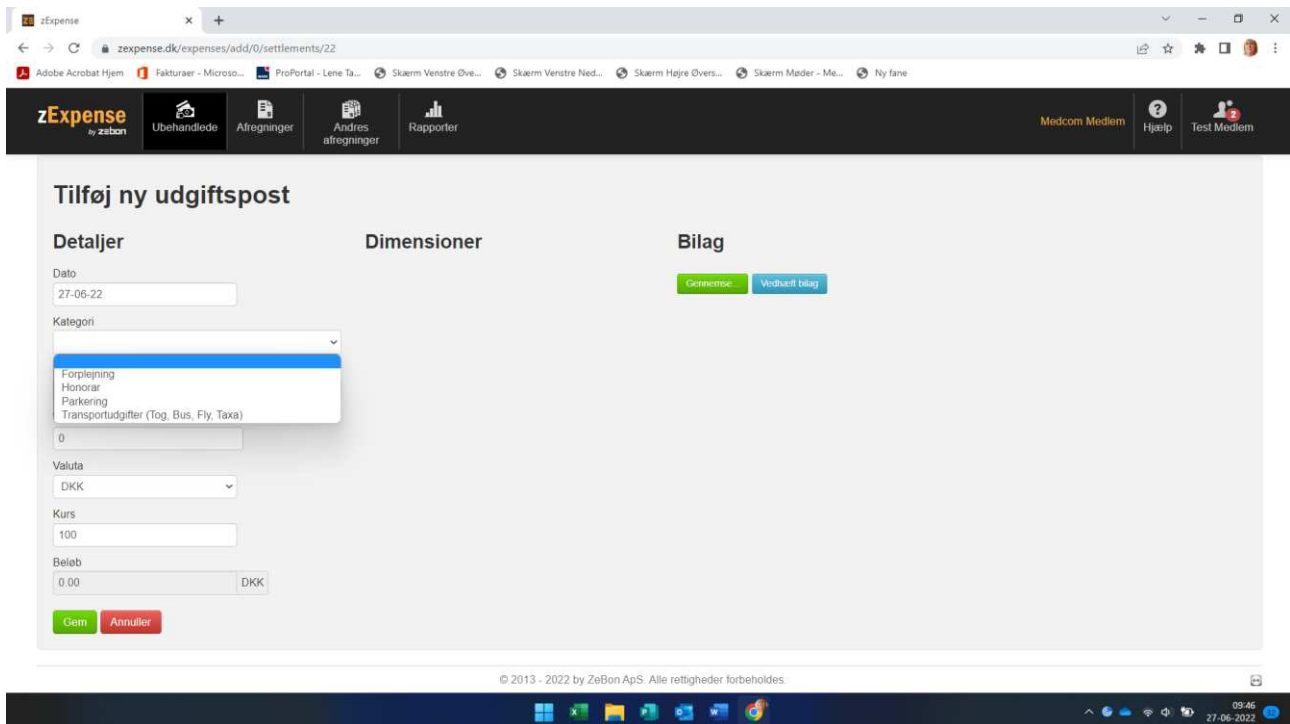 zExpense
zexpense.dk/expenses/add/0/settlements/22
Adobe Acrobat Hjem Fakturaer - Microso... ProPortal - Lene Ta... Skærm Venstre Øve... Skærm Venstre Ned... Skærm Højre Øvers... Skærm Møder - Me... Ny fane
zExpense
by zebon
Ubehandlede
Afregninger
Andres
afregninger
Rapporter
Medcom Medlem
Hjælp
2
Test Medlem
Tilføj ny udgiftspost
Detaljer
Dimensioner
Bilag
Dato
27-06-22
Gennemse...
Vedhæft bilag
Kategori
Forplejning
Honorar
Parkering
Transportudgifter (Tog, Bus, Fly, Taxa)
0
Valuta
DKK
Kurs
100
Beløb
0.00 DKK
Gem
Annuller
© 2013 - 2022 by ZeBon ApS. Alle rettigheder forbeholdes.
09:46
27-06-2022